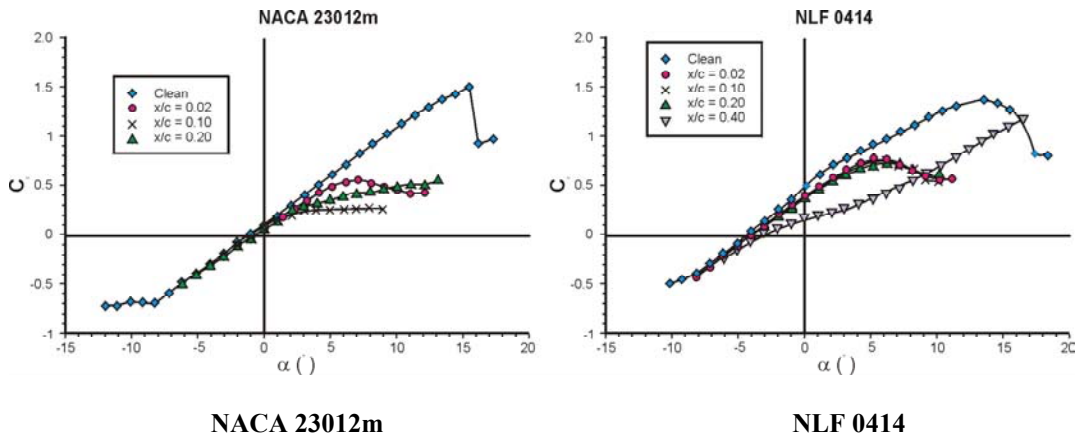 NACA 23012m
2.0
1.5
1
0.5
0
-0.5
-1
-15
-10
-5
0
5
10
15
20
C
α (°)
Clean
x/c = 0.02
x/c = 0.10
x/c = 0.20
NLF 0414
2.0
1.5
1
0.5
0
-0.5
-1
-15
-10
-5
0
5
10
15
20
C
α (°)
Clean
x/c = 0.02
x/c = 0.10
x/c = 0.20
x/c = 0.40
NACA 23012m
NLF 0414